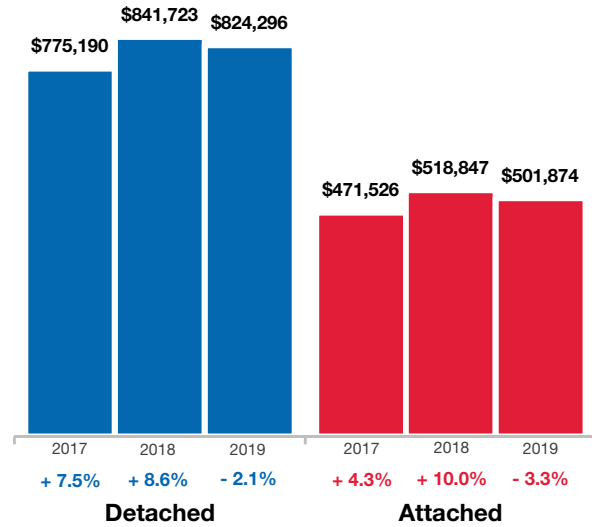 $775,190
$841,723
$824,296
$471,526
$518,847
$501,874
2017 2018 2019 2017 2018 2019
+ 7.5% + 8.6% - 2.1% + 4.3% + 10.0% - 3.3%
Detached Attached